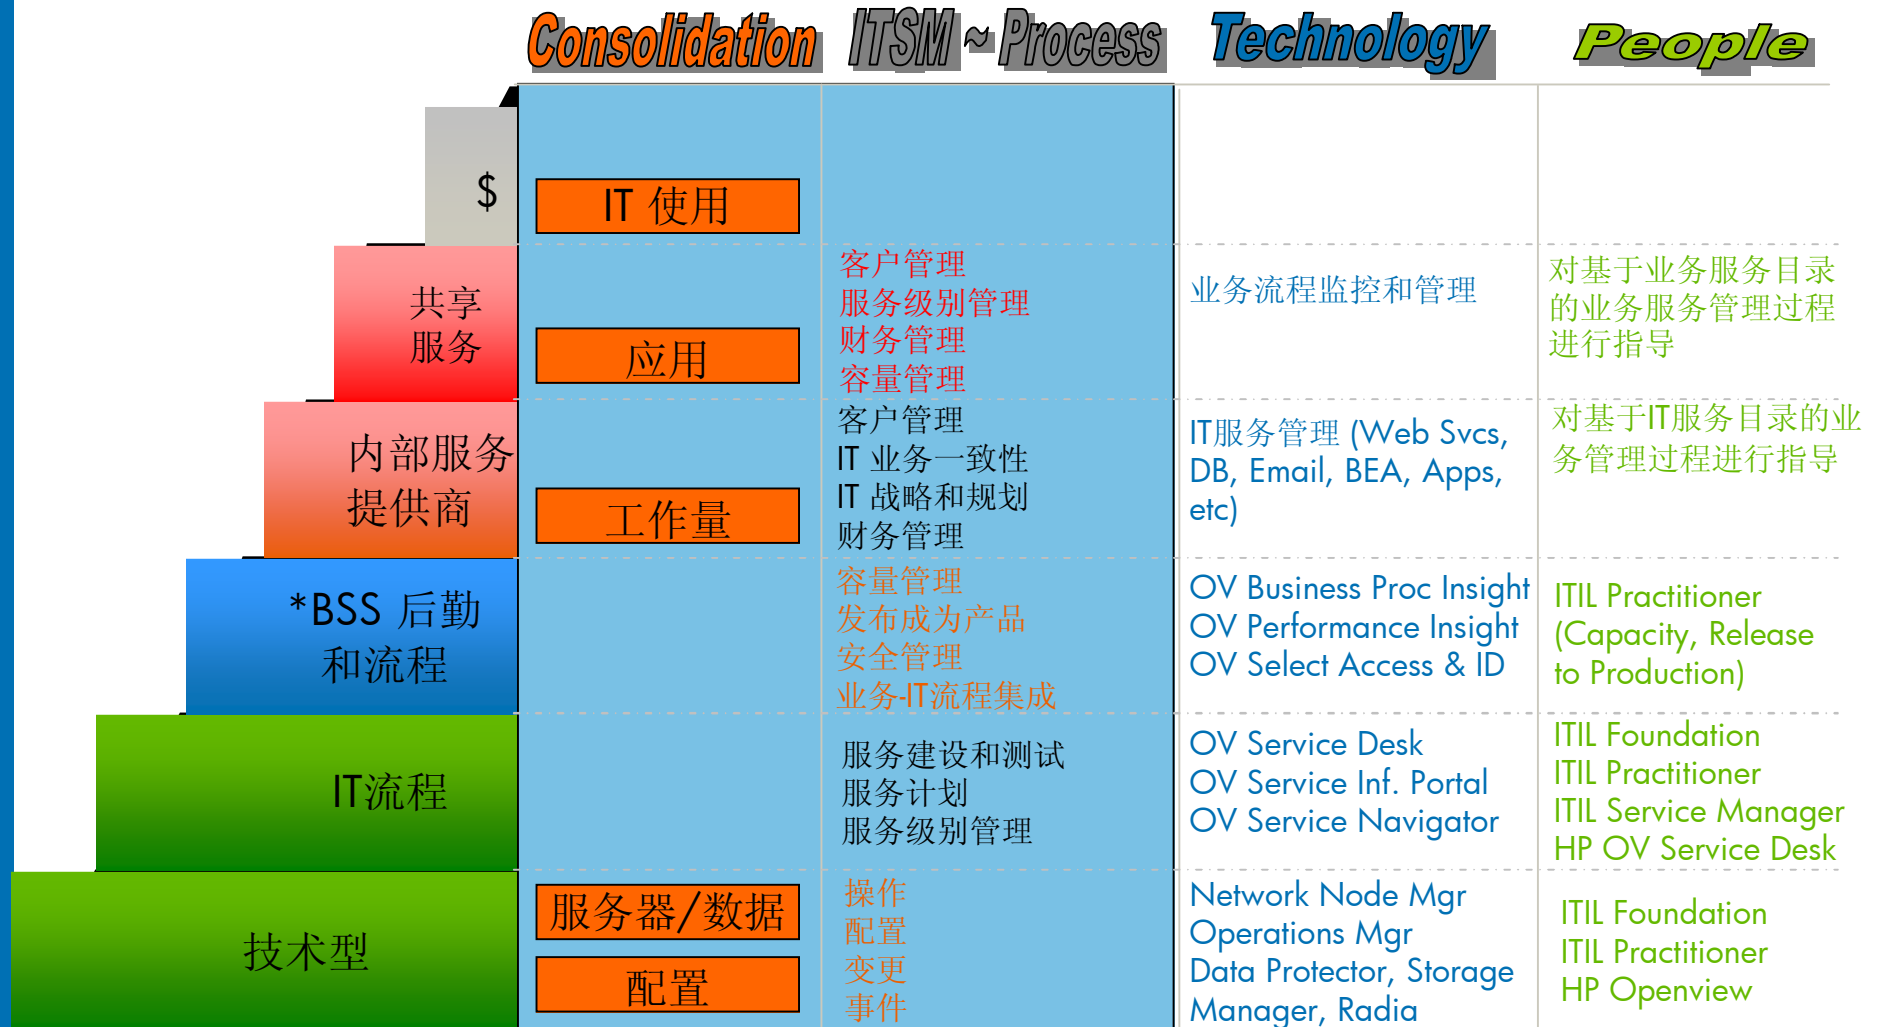 Consolidation
ITSM ~ Process
Technology
People
$
IT 使用
共享
服务
应用
客户管理
服务级别管理
财务管理
容量管理
业务流程监控和管理
对基于业务服务目录
的业务服务管理过程
进行指导
内部服务
提供商
工作量
客户管理
IT 业务一致性
IT 战略和规划
财务管理
IT服务管理 (Web Svcs,
DB, Email, BEA, Apps,
etc)
对基于IT服务目录的业
务管理过程进行指导
*BSS 后勤
和流程
容量管理
发布成为产品
安全管理
业务-IT流程集成
OV Business Proc Insight
OV Performance Insight
OV Select Access & ID
ITIL Practitioner
(Capacity, Release
to Production)
IT流程
服务建设和测试
服务计划
服务级别管理
OV Service Desk
OV Service Inf. Portal
OV Service Navigator
ITIL Foundation
ITIL Practitioner
ITIL Service Manager
HP OV Service Desk
技术型
服务器/数据
配置
操作
配置
变更
事件
Network Node Mgr
Operations Mgr
Data Protector, Storage
Manager, Radia
ITIL Foundation
ITIL Practitioner
HP Openview